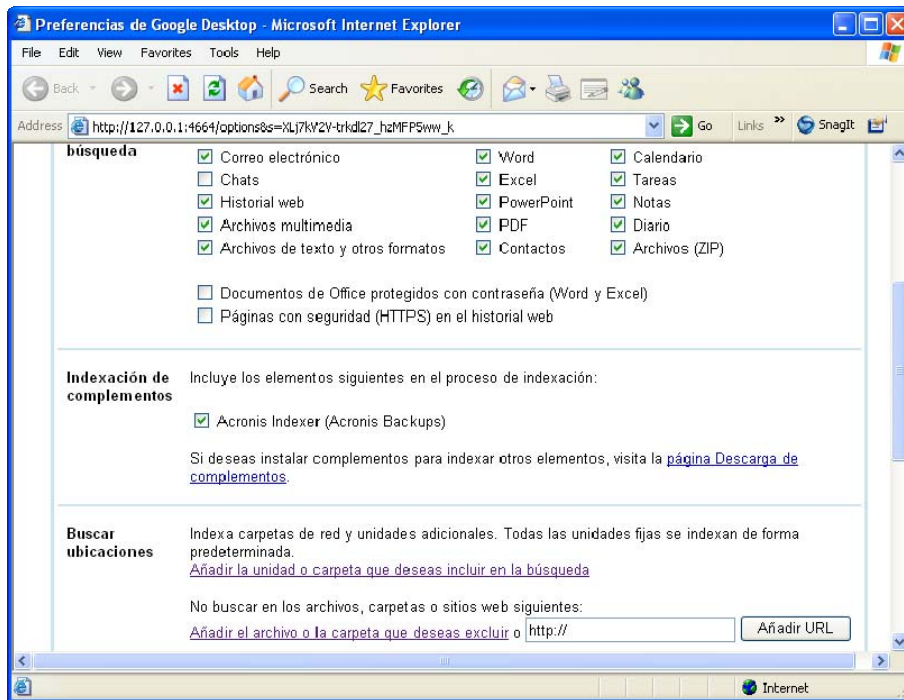 Preferencias de Google Desktop - Microsoft Internet Explorer
File Edit View Favorites Tools Help
Back Search Favorites
Address http://127.0.0.1:4664/options&s=XLj7kV2V-trkdl27_hzMFP5ww_k Go Links » SnagIt
búsqueda
Correo electrónico Word Calendario
Chats Excel Tareas
Historial web PowerPoint Notas
Archivos multimedia PDF Diario
Archivos de texto y otros formatos Contactos Archivos (ZIP)
Documentos de Office protegidos con contraseña (Word y Excel)
Páginas con seguridad (HTTPS) en el historial web
Indexación de complementos Incluye los elementos siguientes en el proceso de indexación:
Acronis Indexer (Acronis Backups)
Si deseas instalar complementos para indexar otros elementos, visita la página Descarga de
complementos.
Buscar ubicaciones Indexa carpetas de red y unidades adicionales. Todas las unidades fijas se indexan de forma
predeterminada.
Añadir la unidad o carpeta que deseas incluir en la búsqueda
No buscar en los archivos, carpetas o sitios web siguientes:
Añadir el archivo o la carpeta que deseas excluir o http:// Añadir URL
Internet